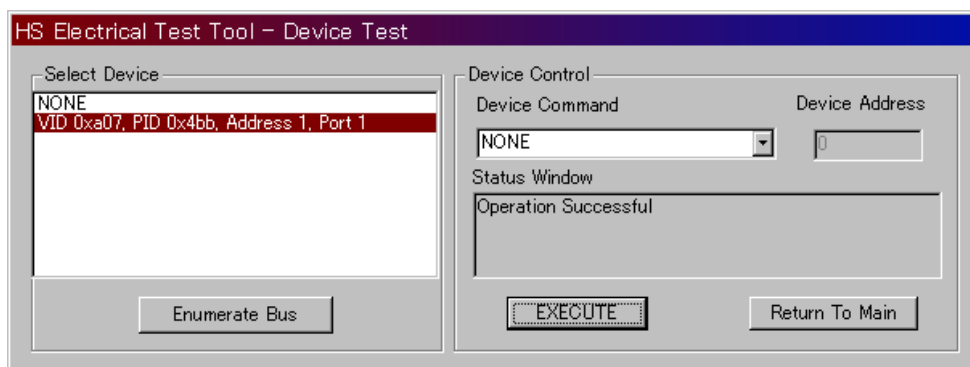 HS Electrical Test Tool - Device Test
Select Device
NONE
VID 0xa07, PID 0x4bb, Address 1, Port 1
Enumerate Bus
Device Control
Device Command
Device Address
NONE
0
Status Window
Operation Successful
EXECUTE
Return To Main